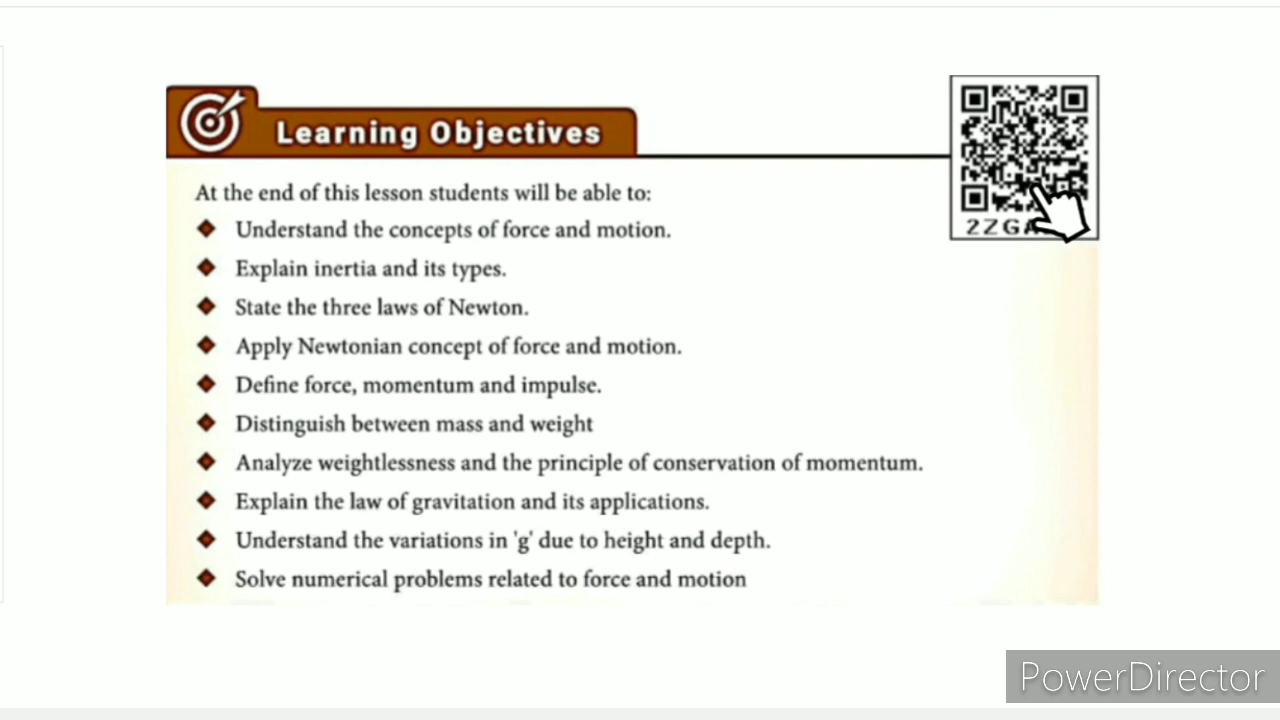 Learning Objectives
At the end of this lesson students will be able to:
Understand the concepts of force and motion.
Explain inertia and its types.
State the three laws of Newton.
Apply Newtonian concept of force and motion.
Define force, momentum and impulse.
Distinguish between mass and weight
Analyze weightlessness and the principle of conservation of momentum.
Explain the law of gravitation and its applications.
Understand the variations in 'g' due to height and depth.
Solve numerical problems related to force and motion
PowerDirector